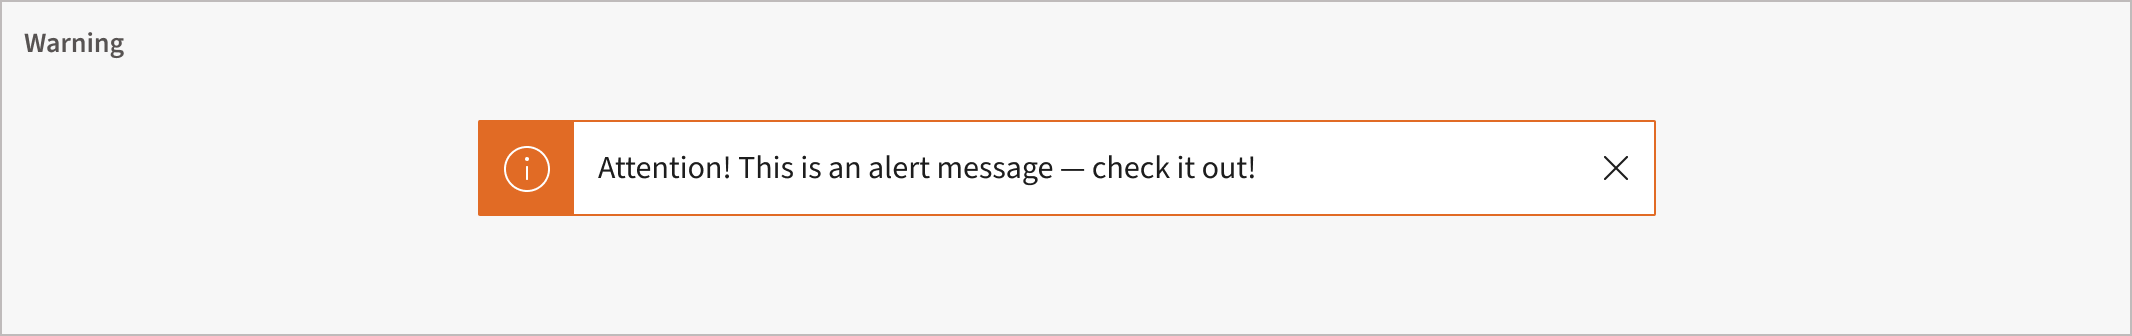 Warning
Attention! This is an alert message — check it out!